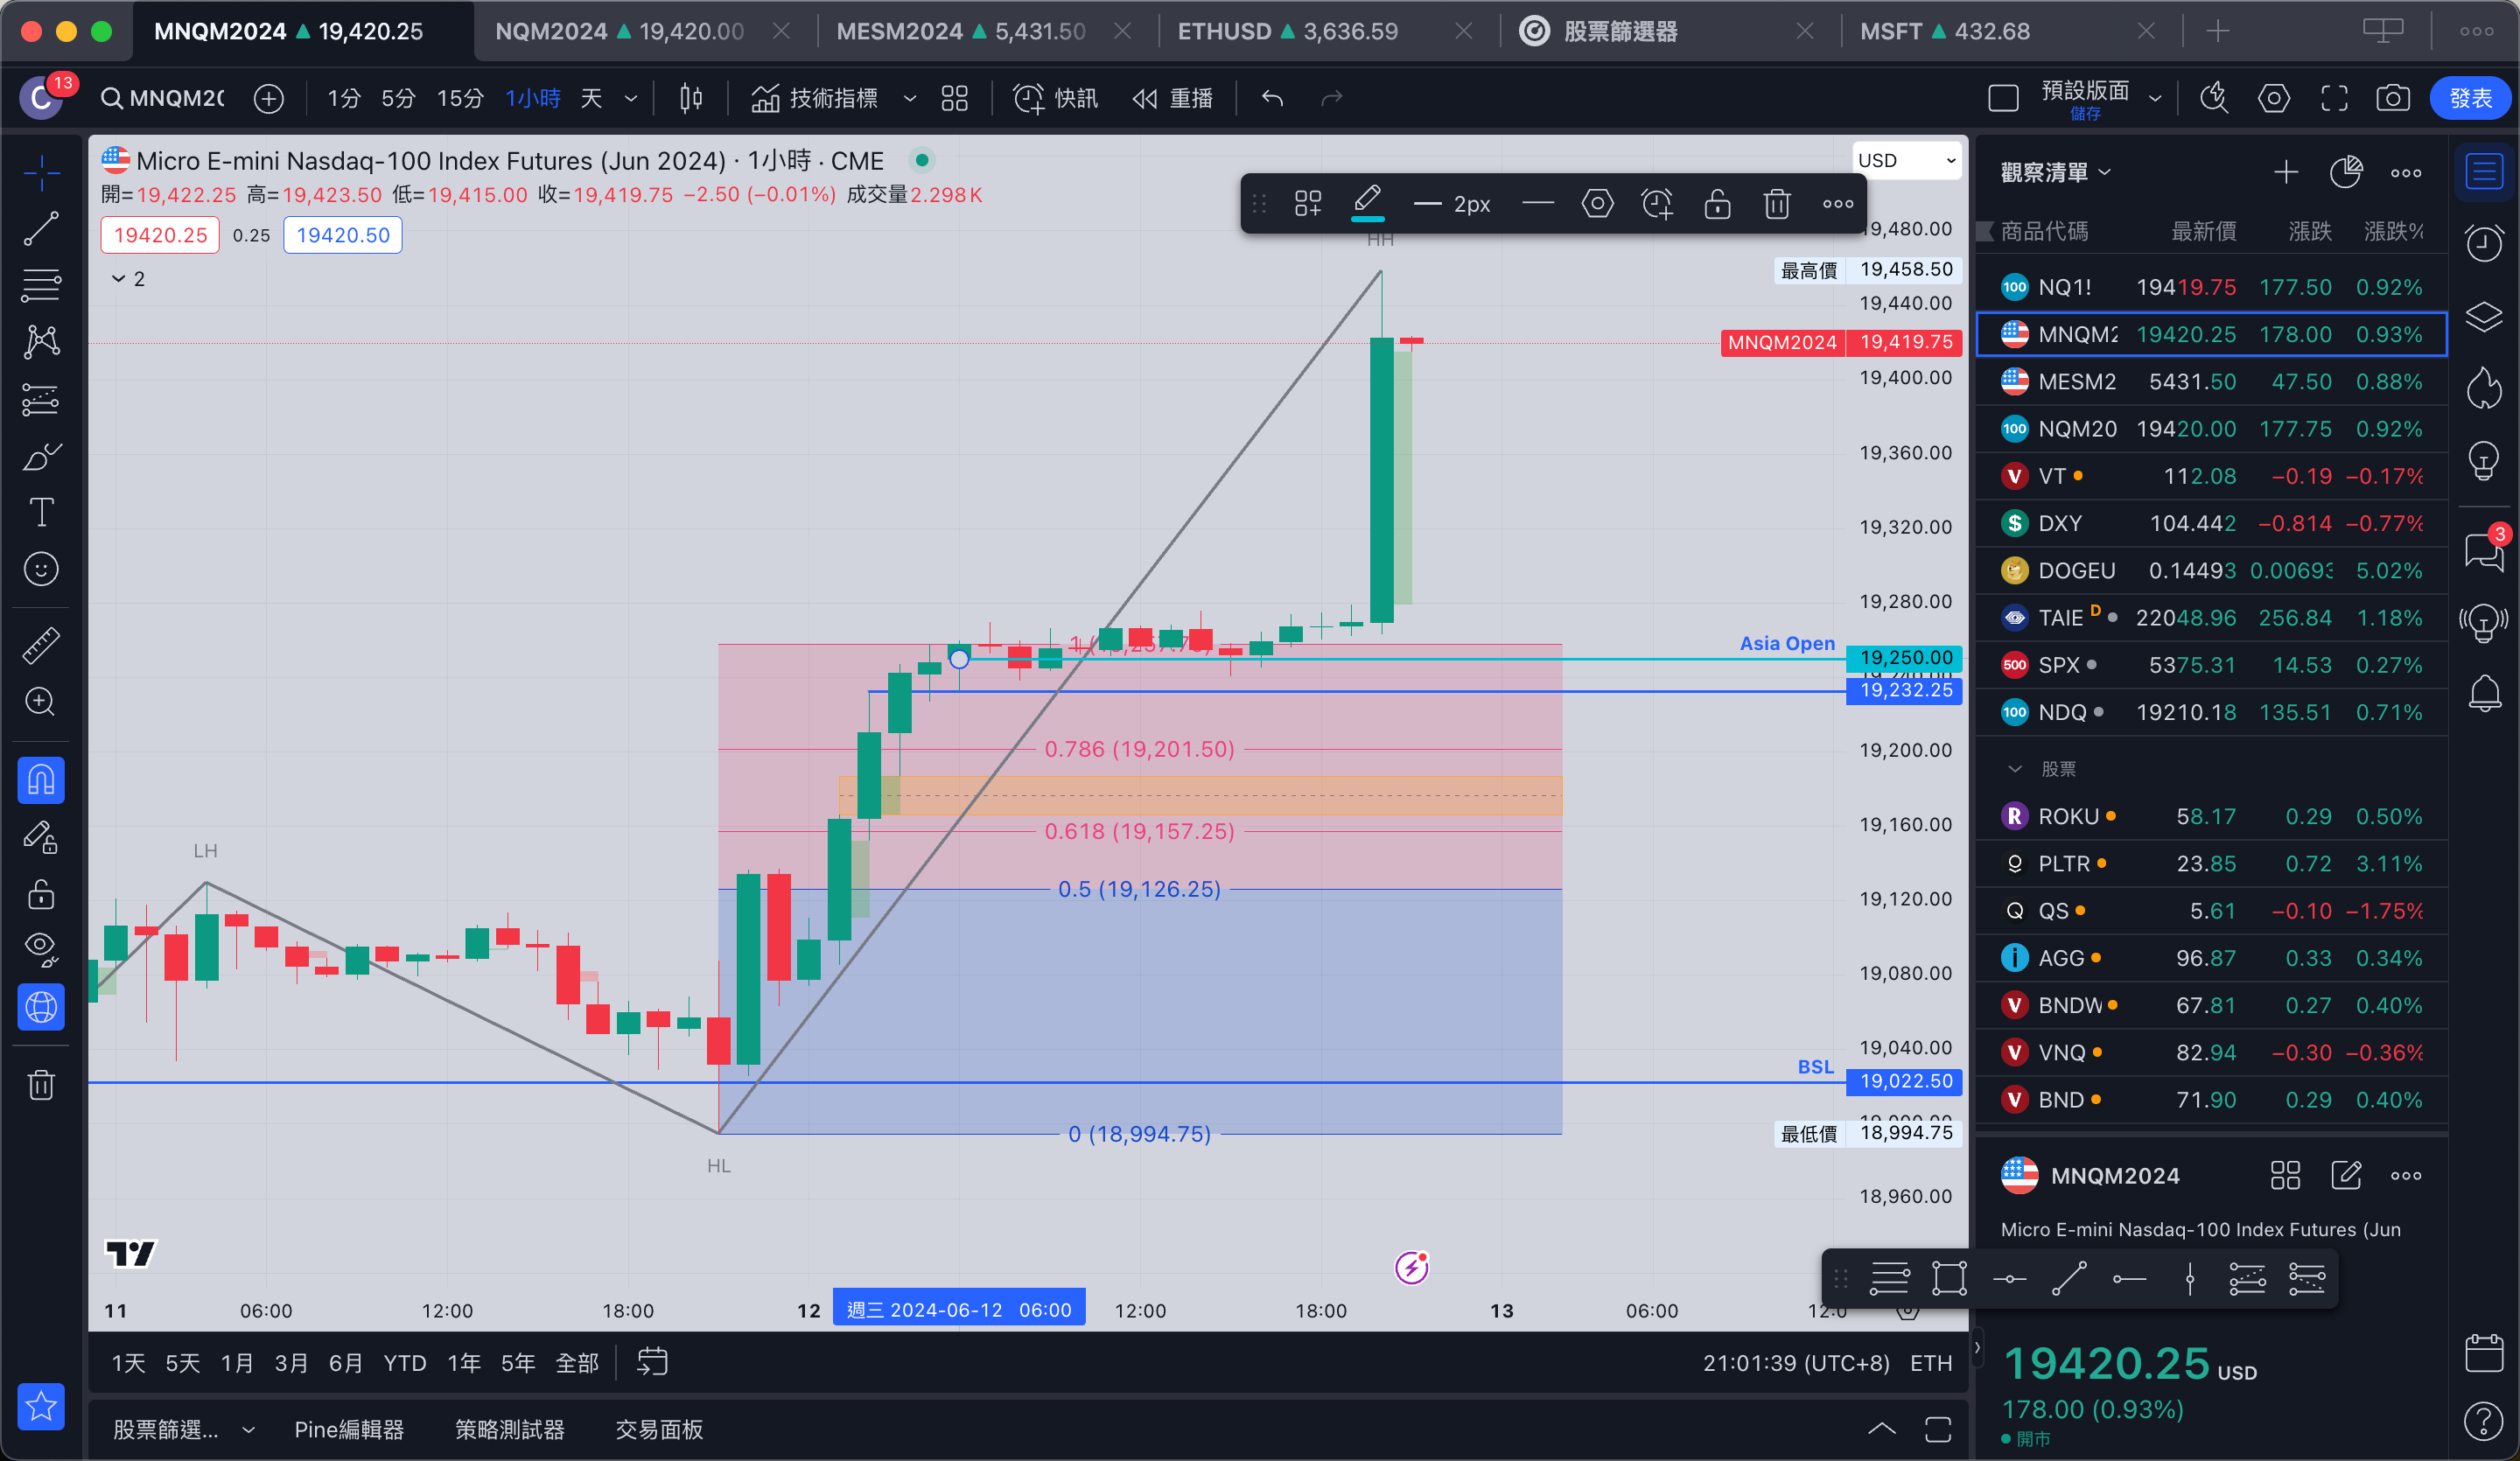 MNQM2024 ▲ 19,420.25
NQM2024 ▲ 19,420.00
MESM2024 ▲ 5,431.50
ETHUSD ▲ 3,636.59
股票篩選器
MSFT ▲ 432.68
C 13
MNQM20
1分 5分 15分 1小時 天
技術指標
快訊
重播
預設版面
儲存
發表
Micro E-mini Nasdaq-100 Index Futures (Jun 2024) · 1小時 · CME
開=19,422.25 高=19,423.50 低=19,415.00 收=19,419.75 −2.50 (−0.01%) 成交量2.298K
19420.25 0.25 19420.50
2
2px
USD
HH
19,480.00
最高價 19,458.50
19,440.00
MNQM2024 19,419.75
19,400.00
19,360.00
19,320.00
19,280.00
Asia Open
19,250.00
19,240.00
19,232.25
0.786 (19,201.50)
19,200.00
0.618 (19,157.25)
19,160.00
LH
0.5 (19,126.25)
19,120.00
19,080.00
19,040.00
BSL
19,022.50
19,000.00
0 (18,994.75)
最低價 18,994.75
HL
18,960.00
11 06:00 12:00 18:00 12 週三 2024-06-12 06:00 12:00 18:00 13 06:00 12:0
1天 5天 1月 3月 6月 YTD 1年 5年 全部
21:01:39 (UTC+8) ETH
股票篩選... Pine編輯器 策略測試器 交易面板
觀察清單
商品代碼 最新價 漲跌 漲跌%
100 NQ1! 19419.75 177.50 0.92%
MNQM2 19420.25 178.00 0.93%
MESM2 5431.50 47.50 0.88%
100 NQM20 19420.00 177.75 0.92%
V VT 112.08 −0.19 −0.17%
$ DXY 104.442 −0.814 −0.77%
DOGEU 0.14493 0.00693 5.02%
TAIE D 22048.96 256.84 1.18%
500 SPX 5375.31 14.53 0.27%
100 NDQ 19210.18 135.51 0.71%
股票
R ROKU 58.17 0.29 0.50%
PLTR 23.85 0.72 3.11%
Q QS 5.61 −0.10 −1.75%
i AGG 96.87 0.33 0.34%
V BNDW 67.81 0.27 0.40%
V VNQ 82.94 −0.30 −0.36%
V BND 71.90 0.29 0.40%
MNQM2024
Micro E-mini Nasdaq-100 Index Futures (Jun
19420.25 USD
178.00 (0.93%)
開市
3